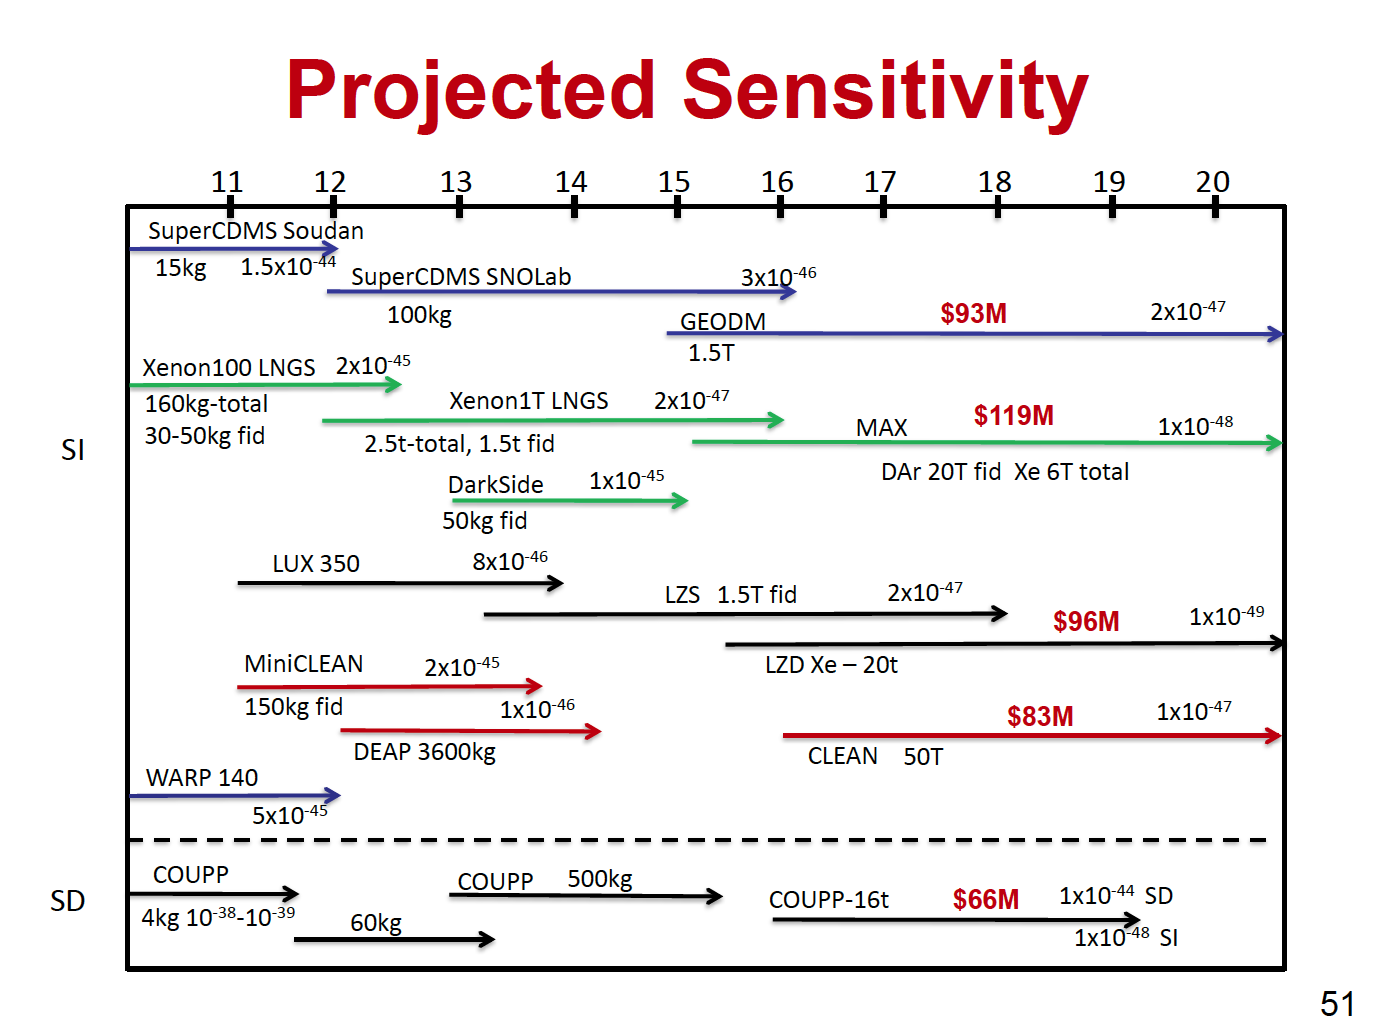 Projected Sensitivity
11 12 13 14 15 16 17 18 19 20
SuperCDMS Soudan
15kg 1.5x10-44
SuperCDMS SNOLab 3x10-46
100kg
GEODM $93M 2x10-47
1.5T
Xenon100 LNGS 2x10-45
160kg-total
30-50kg fid
Xenon1T LNGS 2x10-47
2.5t-total, 1.5t fid
MAX $119M 1x10-48
DAr 20T fid Xe 6T total
SI
DarkSide 1x10-45
50kg fid
LUX 350 8x10-46
LZS 1.5T fid 2x10-47
$96M 1x10-49
LZD Xe – 20t
MiniCLEAN 2x10-45
150kg fid
1x10-46
DEAP 3600kg
$83M 1x10-47
CLEAN 50T
WARP 140
5x10-45
SD
COUPP
4kg 10-38-10-39
60kg
COUPP 500kg
COUPP-16t $66M 1x10-44 SD
1x10-48 SI
51